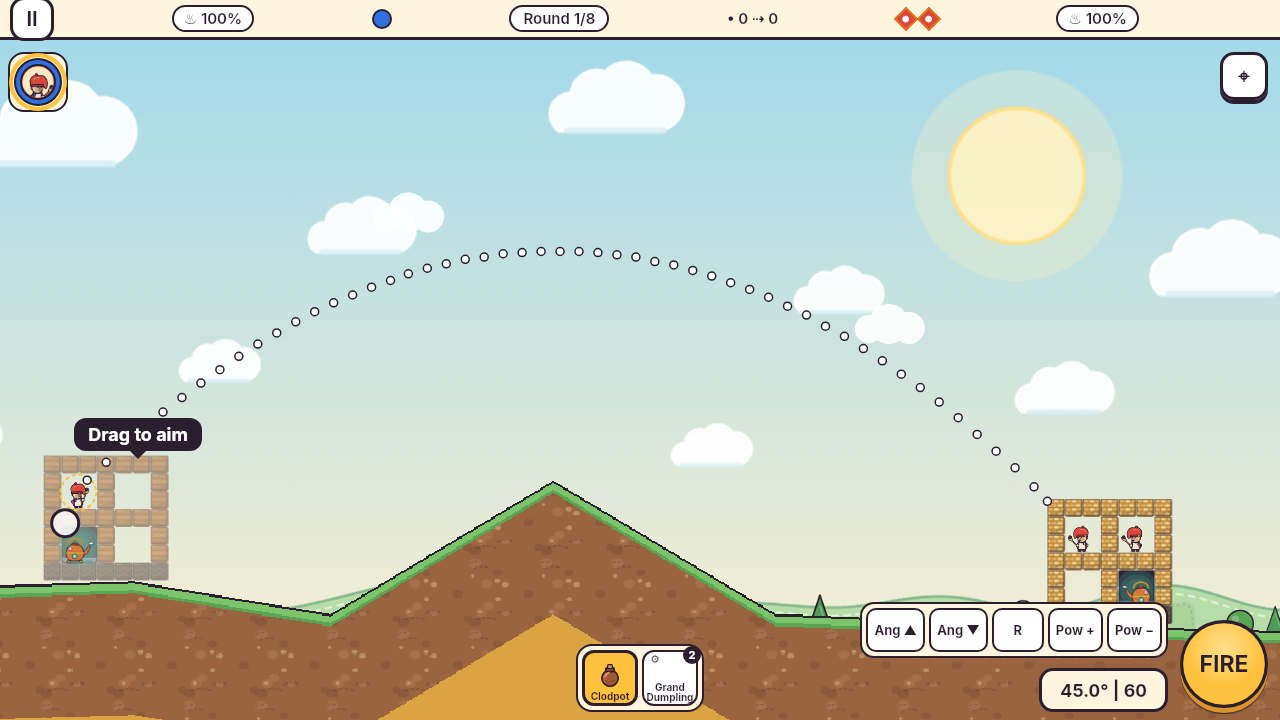 100%
Round 1/8
• 0 ⇢ 0
100%
Drag to aim
Ang ▲
Ang ▼
R
Pow +
Pow −
FIRE
45.0° | 60
Clodpot
2
Grand
Dumpling